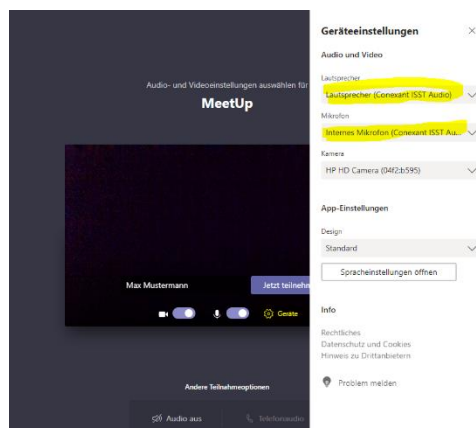 Audio- und Videoeinstellungen auswählen für
MeetUp
Max Mustermann
Jetzt teilnehm
Geräte
Andere Teilnahmeoptionen
Audio aus
Telefonaudio
Geräteeinstellungen
Audio und Video
Lautsprecher
Lautsprecher (Conexant ISST Audio)
Mikrofon
Internes Mikrofon (Conexant ISST Au...
Kamera
HP HD Camera (04f2:b595)
App-Einstellungen
Design
Standard
Spracheinstellungen öffnen
Info
Rechtliches
Datenschutz und Cookies
Hinweis zu Drittanbietern
Problem melden